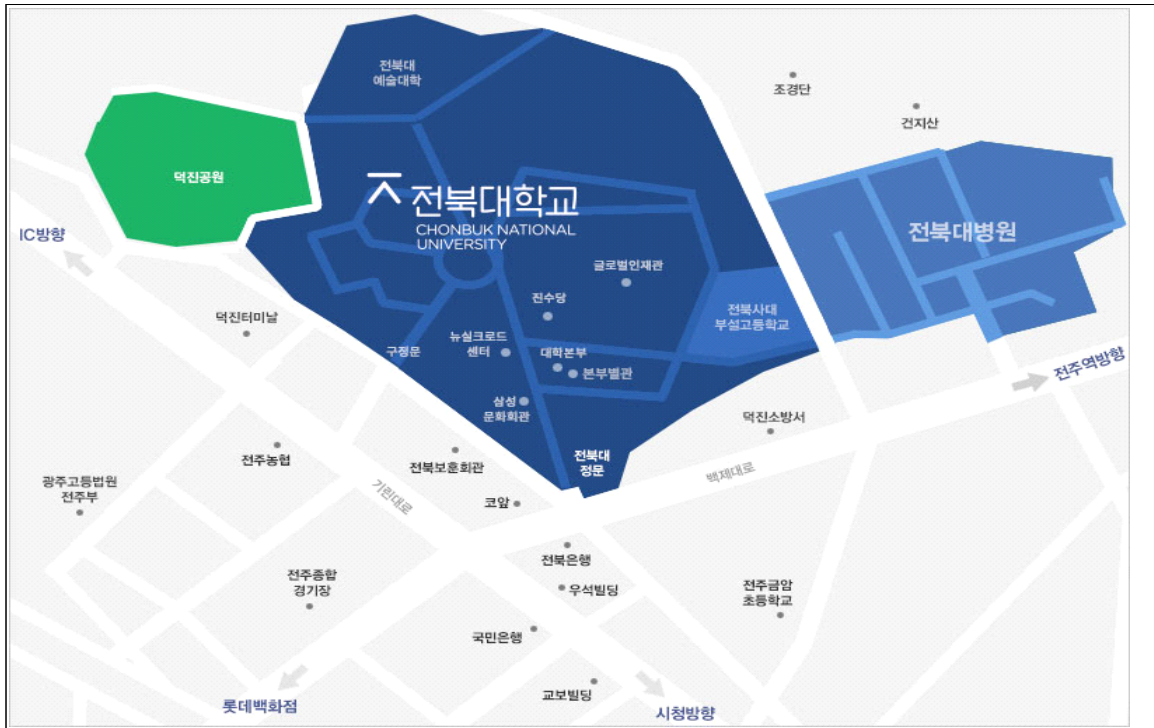 전북대
예술대학
조경단
건지산
덕진공원
전북대학교
CHONBUK NATIONAL
UNIVERSITY
전북대병원
IC방향
글로벌인재관
진수당
전북사대
부설고등학교
덕진터미날
뉴실크로드
센터
구정문
대학본부
본부별관
전주역방향
삼성
문화회관
덕진소방서
전주농협
전북보훈회관
전북대
정문
백제대로
광주고등법원
전주부
기린대로
코앞
전북은행
전주종합
경기장
우석빌딩
전주금암
초등학교
국민은행
교보빌딩
롯데백화점
시청방향